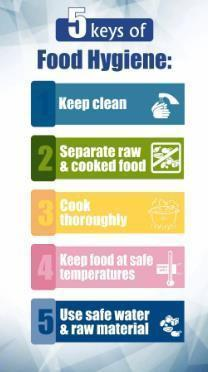 5 keys of
Food Hygiene:
1 Keep clean
2 Separate raw
& cooked food
3 Cook
thoroughly
4 Keep food at safe
temperatures
5 Use safe water
& raw material